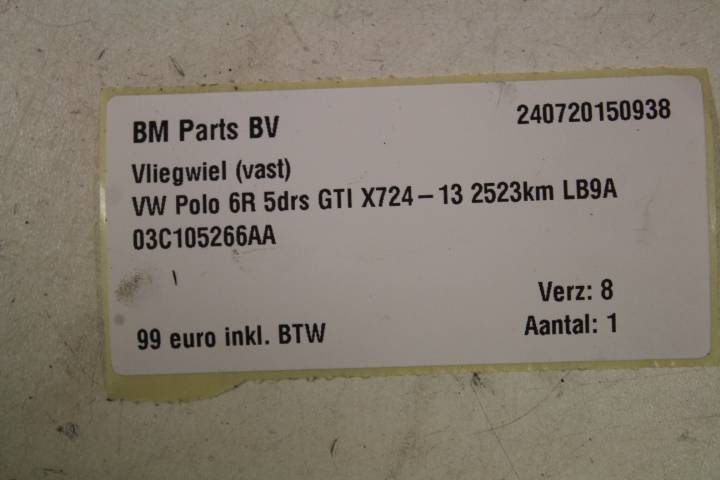 BM Parts BV 240720150938
Vliegwiel (vast)
VW Polo 6R 5drs GTI X724-13 2523km LB9A
03C105266AA
Verz: 8
99 euro inkl. BTW Aantal: 1